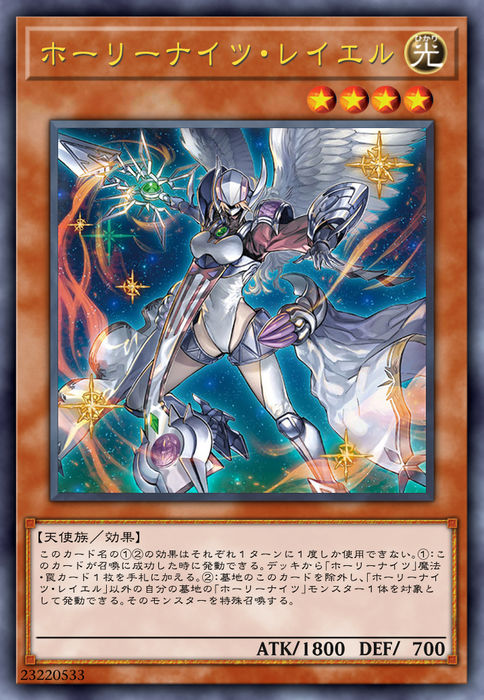 ホーリーナイツ・レイエル
ひかり
光
【天使族／効果】
このカード名の①②の効果はそれぞれ１ターンに１度しか使用できない。①：こ
のカードが召喚に成功した時に発動できる。デッキから「ホーリーナイツ」魔法
・罠カード１枚を手札に加える。②：墓地のこのカードを除外し、「ホーリーナイ
ツ・レイエル」以外の自分の墓地の「ホーリーナイツ」モンスター１体を対象と
して発動できる。そのモンスターを特殊召喚する。
ATK/1800 DEF/ 700
23220533